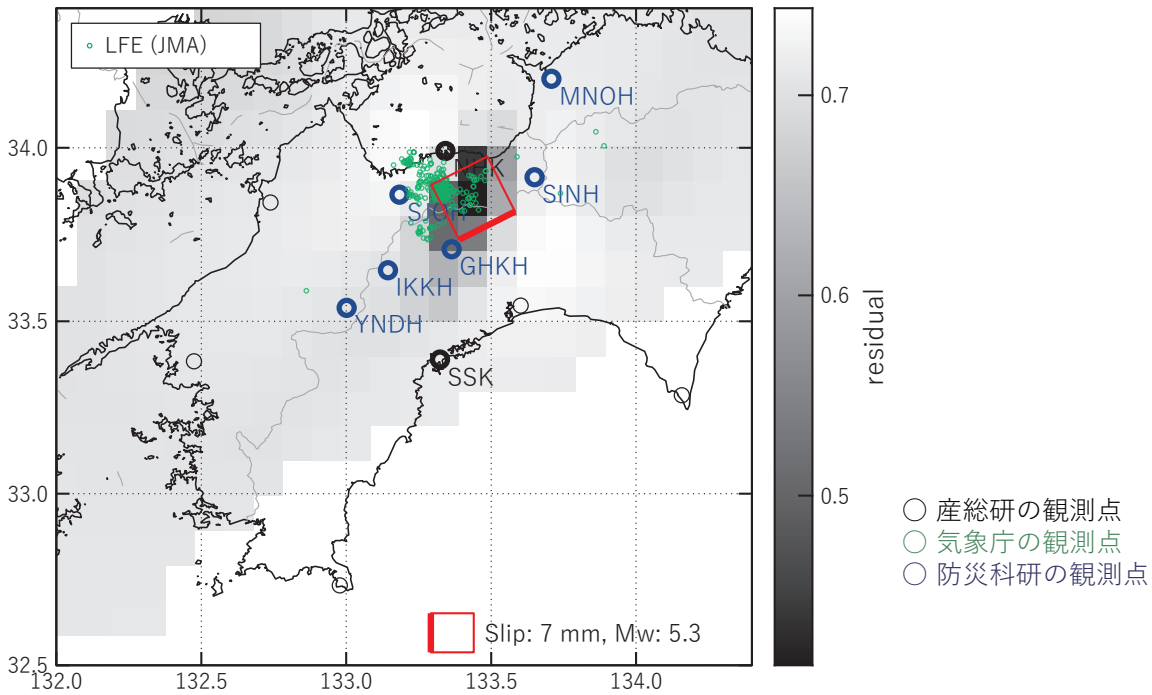 LFE (JMA)
MNOH
34.0
SINH
GHKH
IKKH
YNDH
33.5
SSK
33.0
Slip: 7 mm, Mw: 5.3
32.5
132.0 132.5 133.0 133.5 134.0
0.7
0.6
0.5
residual
○ 産総研の観測点
○ 気象庁の観測点
○ 防災科研の観測点